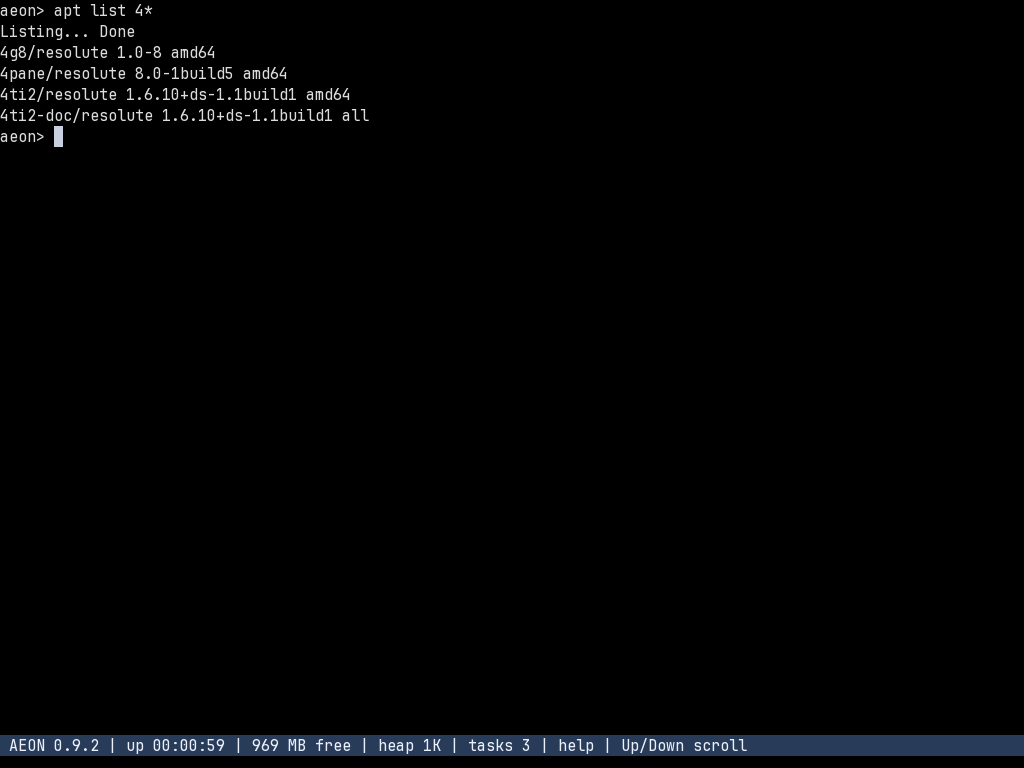 aeon> apt list 4*
Listing... Done
4g8/resolute 1.0-8 amd64
4pane/resolute 8.0-1build5 amd64
4ti2/resolute 1.6.10+ds-1.1build1 amd64
4ti2-doc/resolute 1.6.10+ds-1.1build1 all
aeon>
AEON 0.9.2 | up 00:00:59 | 969 MB free | heap 1K | tasks 3 | help | Up/Down scroll